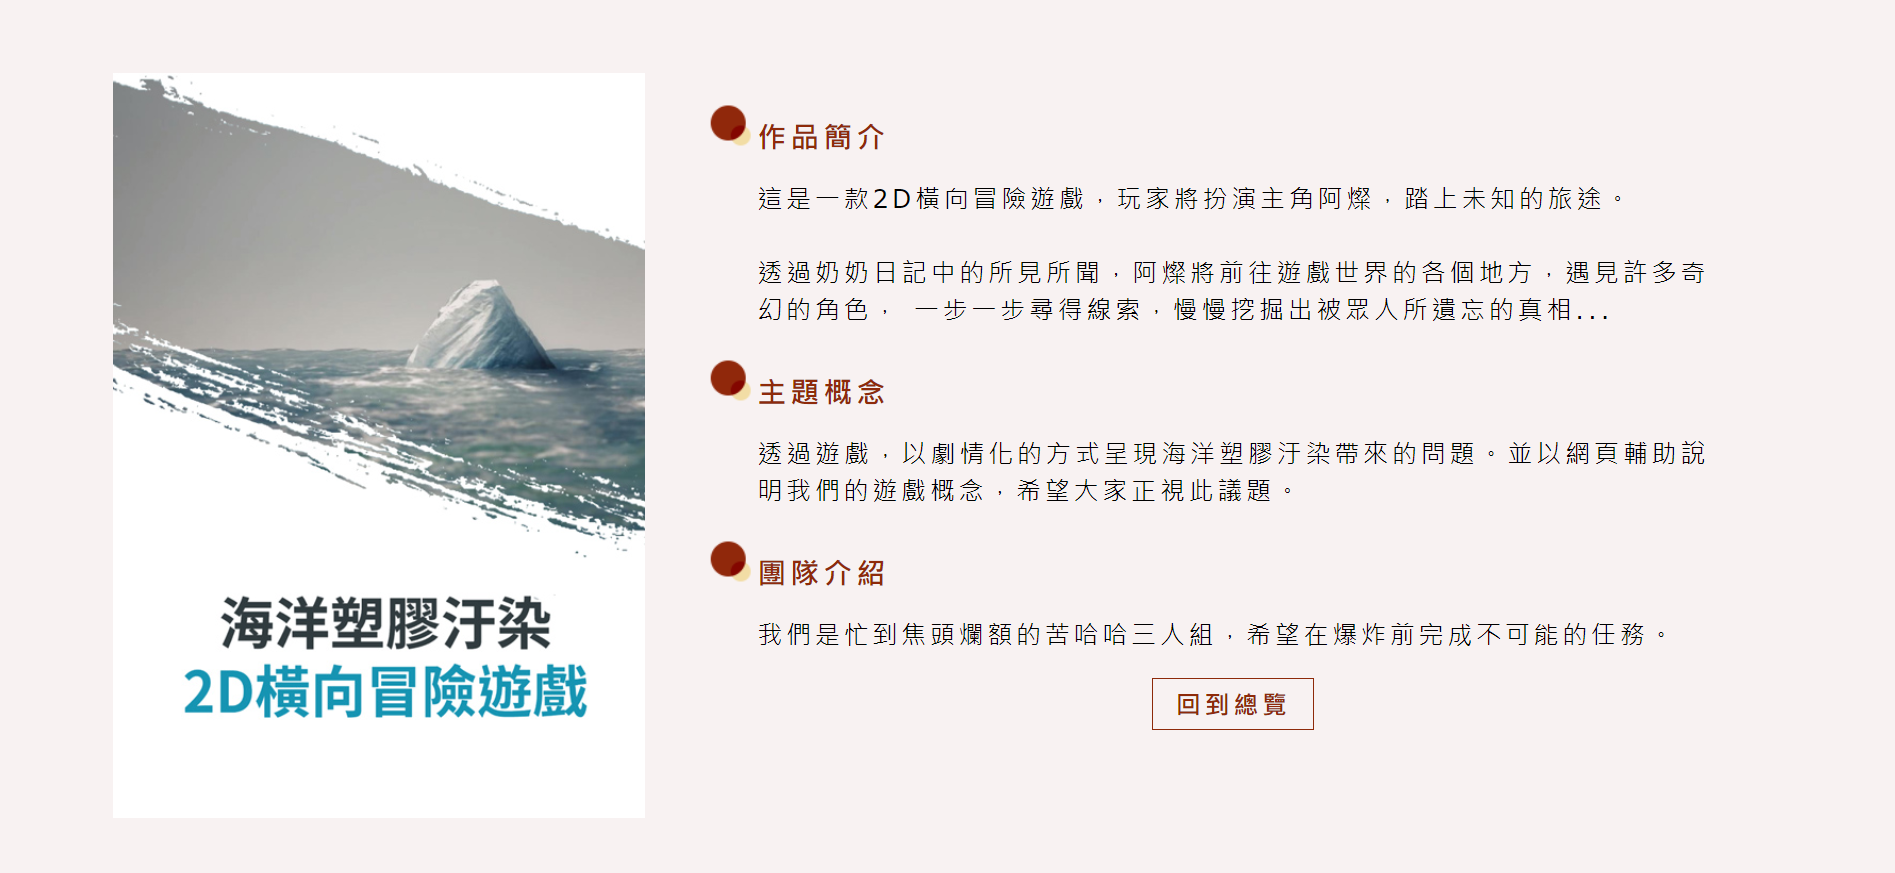 海洋塑膠汙染
2D橫向冒險遊戲
作品簡介
這是一款2D橫向冒險遊戲，玩家將扮演主角阿燦，踏上未知的旅途。
透過奶奶日記中的所見所聞，阿燦將前往遊戲世界的各個地方，遇見許多奇
幻的角色， 一步一步尋得線索，慢慢挖掘出被眾人所遺忘的真相...
主題概念
透過遊戲，以劇情化的方式呈現海洋塑膠汙染帶來的問題。並以網頁輔助說
明我們的遊戲概念，希望大家正視此議題。
團隊介紹
我們是忙到焦頭爛額的苦哈哈三人組，希望在爆炸前完成不可能的任務。
回到總覽